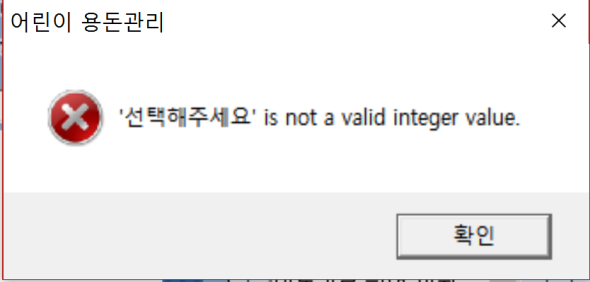 어린이 용돈관리
'선택해주세요' is not a valid integer value.
확인